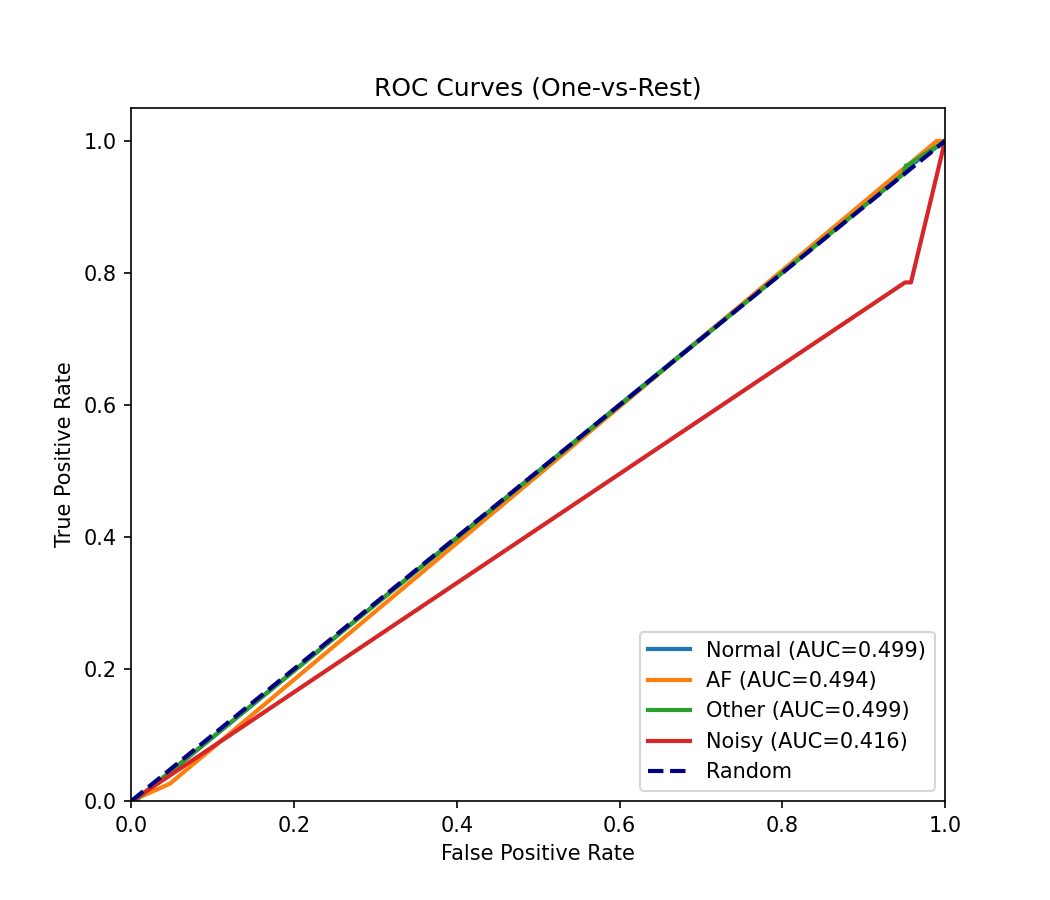 ROC Curves (One-vs-Rest)
True Positive Rate
1.0
0.8
0.6
0.4
0.2
0.0
Normal (AUC=0.499)
AF (AUC=0.494)
Other (AUC=0.499)
Noisy (AUC=0.416)
Random
0.0 0.2 0.4 0.6 0.8 1.0
False Positive Rate